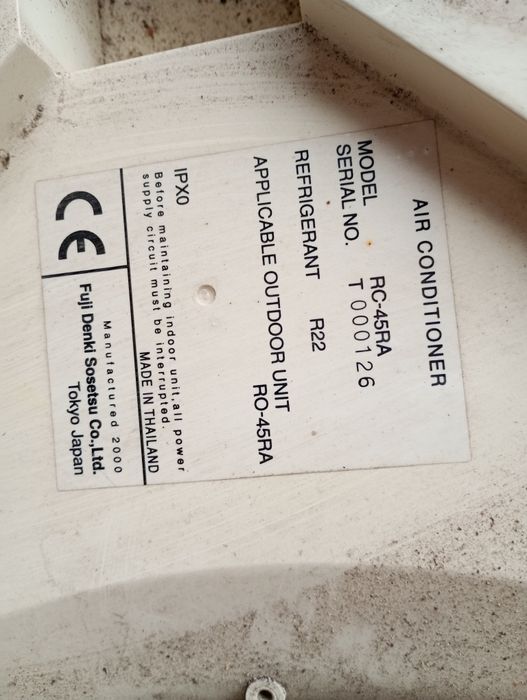 AIR CONDITIONER
MODEL RC-45RA
SERIAL NO. T 000126
REFRIGERANT R22
APPLICABLE OUTDOOR UNIT RO-45RA
IPX0
Before maintaining indoor unit,all power
supply circuit must be interrupted.
MADE IN THAILAND
CE
Manufactured 2000
Fuji Denki Sosetsu Co.,Ltd.
Tokyo Japan